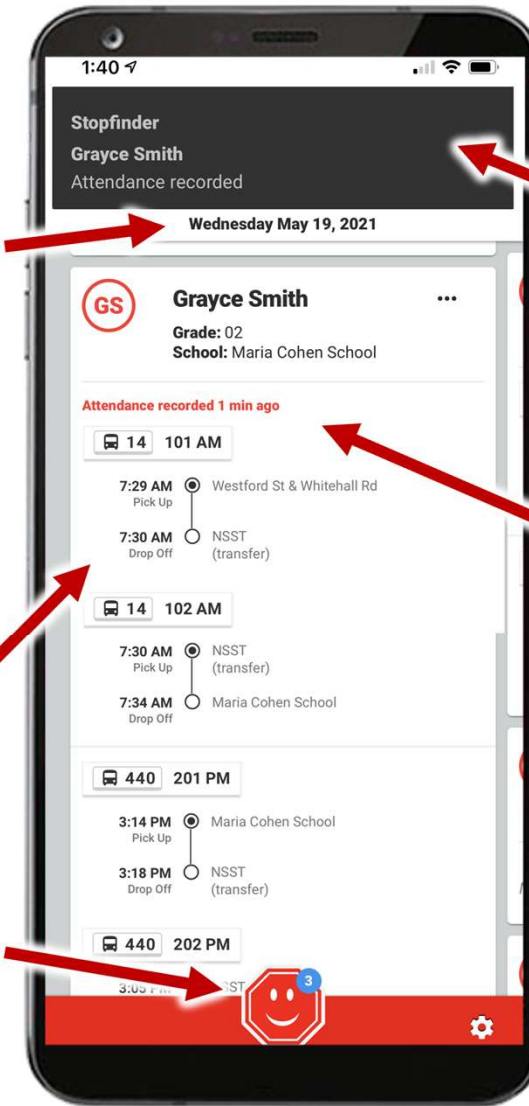 1:40
Stopfinder
Grayce Smith
Attendance recorded
Wednesday May 19, 2021
GS
Grayce Smith
Grade: 02
School: Maria Cohen School
Attendance recorded 1 min ago
14 101 AM
7:29 AM Westford St & Whitehall Rd
Pick Up
7:30 AM NSST
Drop Off (transfer)
14 102 AM
7:30 AM NSST
Pick Up (transfer)
7:34 AM Maria Cohen School
Drop Off
440 201 PM
3:14 PM Maria Cohen School
Pick Up
3:18 PM NSST
Drop Off (transfer)
440 202 PM
3:05
3